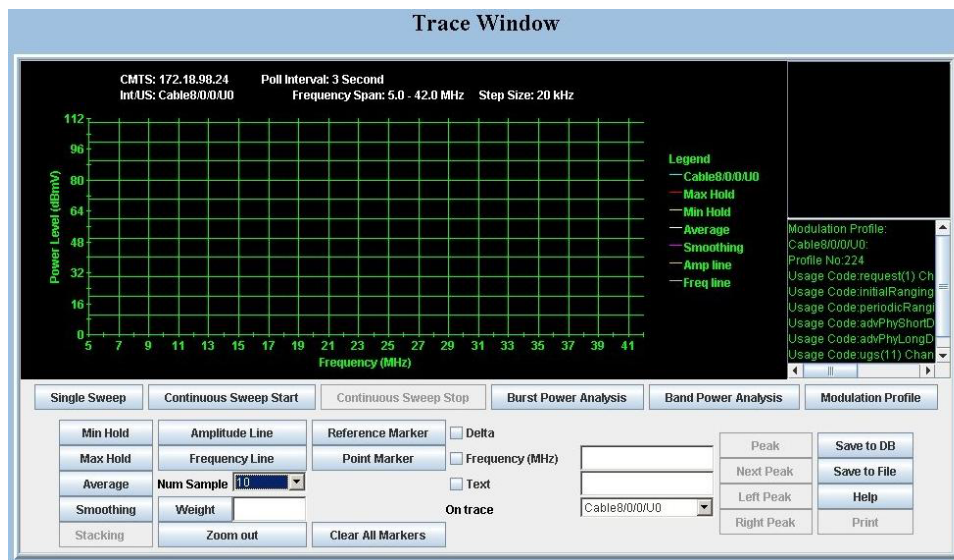 Trace Window
CMTS: 172.18.98.24 Poll Interval: 3 Second
Int/US: Cable8/0/0/U0 Frequency Span: 5.0 - 42.0 MHz Step Size: 20 kHz
112
96
80
64
48
32
16
0
Power Level (dBmV)
5 7 9 11 13 15 17 19 21 23 25 27 29 31 33 35 37 39 41
Frequency (MHz)
Legend
Cable8/0/0/U0
Max Hold
Min Hold
Average
Smoothing
Amp line
Freq line
Modulation Profile:
Cable8/0/0/U0:
Profile No:224
Usage Code:request(1) Ch
Usage Code:initialRanging
Usage Code:periodicRangi
Usage Code:advPhyShortD
Usage Code:advPhyLongD
Usage Code:ugs(11) Chan
Single Sweep Continuous Sweep Start Continuous Sweep Stop Burst Power Analysis Band Power Analysis Modulation Profile
Min Hold Amplitude Line Reference Marker Delta Peak Save to DB
Max Hold Frequency Line Point Marker Frequency (MHz) Next Peak Save to File
Average Num Sample 10 Text Left Peak Help
Smoothing Weight On trace Cable8/0/0/U0 Right Peak Print
Stacking Zoom out Clear All Markers